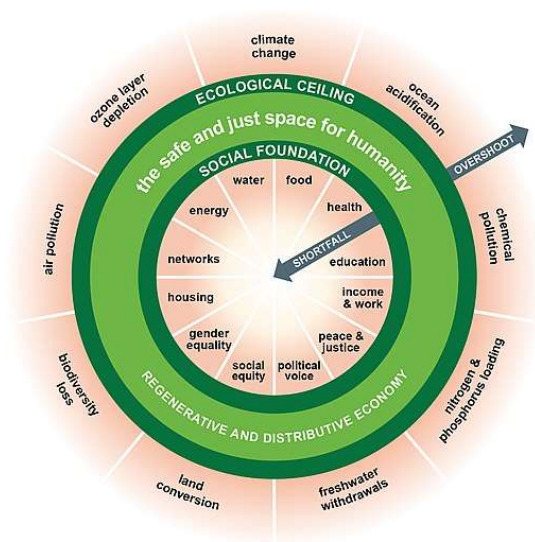 climate
change
ocean
acidification
chemical
pollution
nitrogen &
phosphorus loading
freshwater
withdrawals
land
conversion
biodiversity
loss
air pollution
ozone layer
depletion
OVERSHOOT
ECOLOGICAL CEILING
the safe and just space for humanity
SOCIAL FOUNDATION
water
food
health
SHORTFALL
education
income
& work
peace &
justice
political
voice
social
equity
gender
equality
housing
networks
energy
REGENERATIVE AND DISTRIBUTIVE ECONOMY